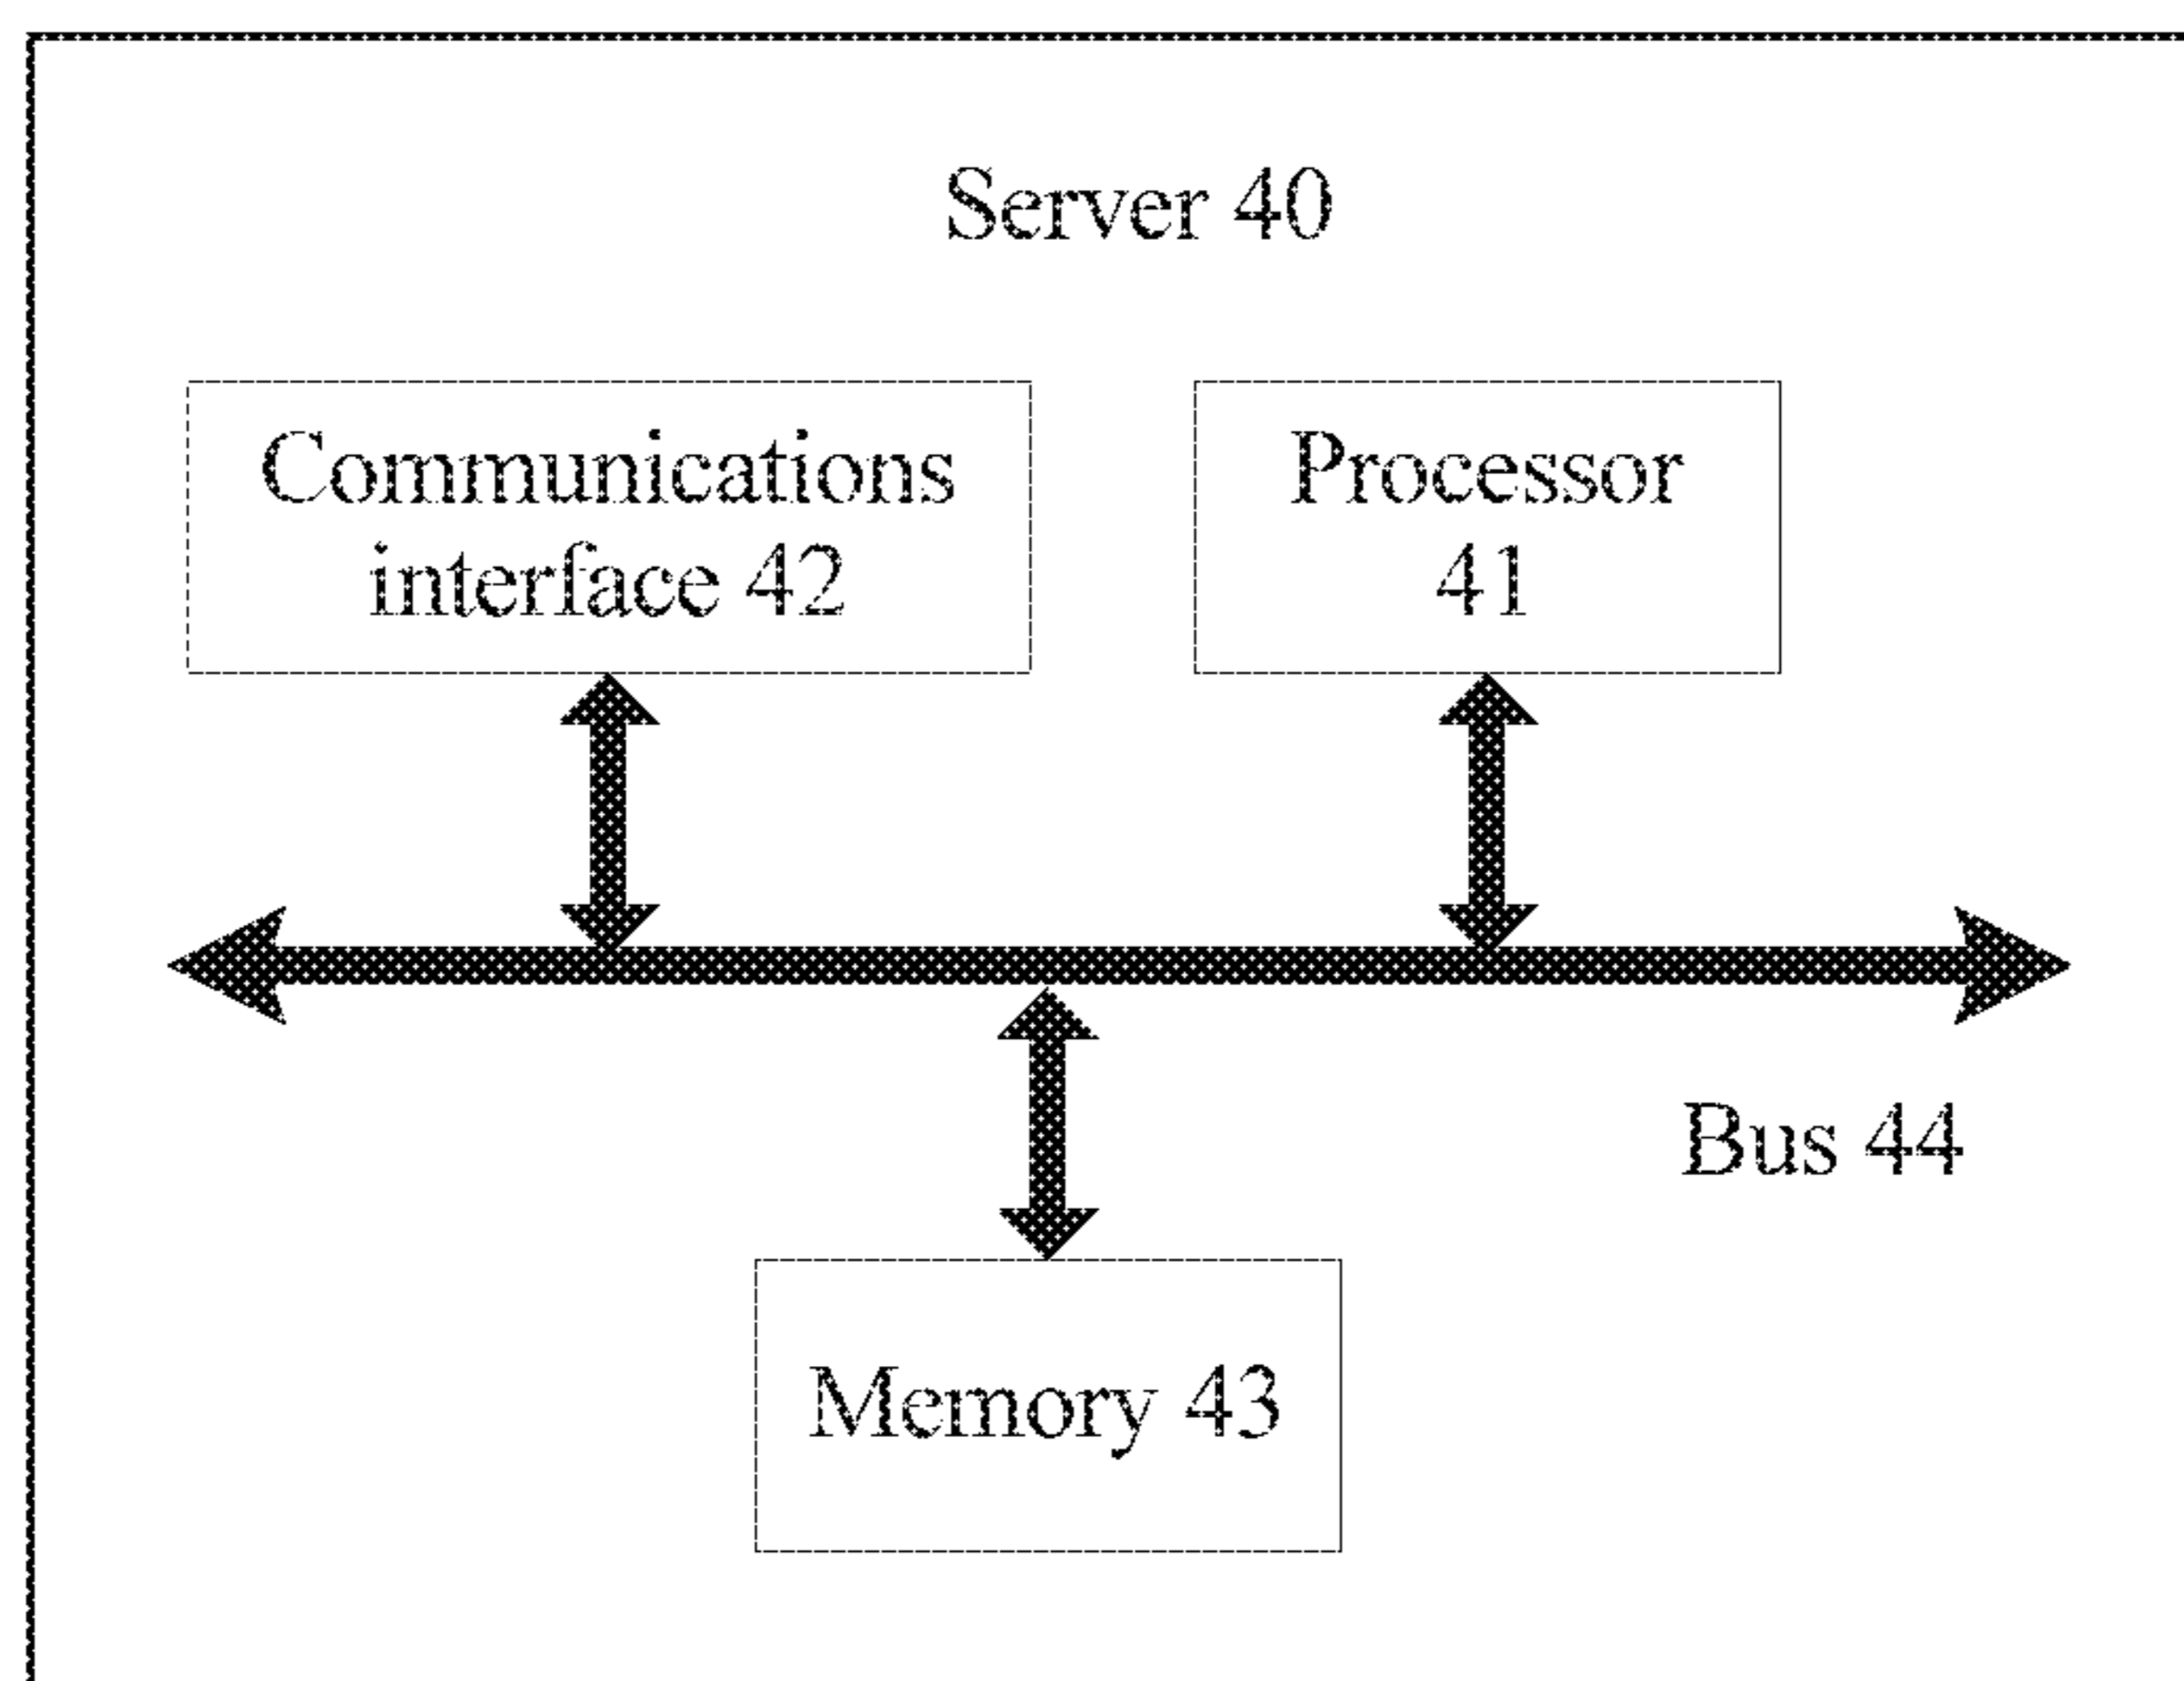 Server 40
Communications
interface 42
Processor
41
Bus 44
Memory 43